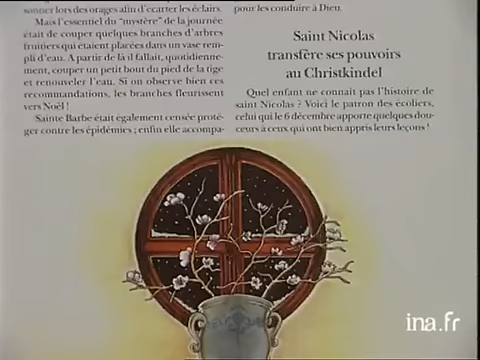 sonner lors des orages afin d'écarter les éclairs.
Mais l'essentiel du "mystère" de la journée
était de couper quelques branches d'arbres
fruitiers qui étaient placées dans un vase rem-
pli d'eau. A partir de là il fallait, quotidienne-
ment, couper un petit bout du pied de la tige
et renouveler l'eau. Si on observe bien ces
recommandations, les branches fleurissent
vers Noël !
Sainte Barbe était également censée proté-
ger contre les épidémies ; enfin elle accompa-
pour les conduire à Dieu.
Saint Nicolas
transfère ses pouvoirs
au Christkindel
Quel enfant ne connaît pas l'histoire de
saint Nicolas ? Voici le patron des écoliers,
celui qui le 6 décembre apporte quelques dou-
ceurs à ceux qui ont bien appris leurs leçons !
ina.fr